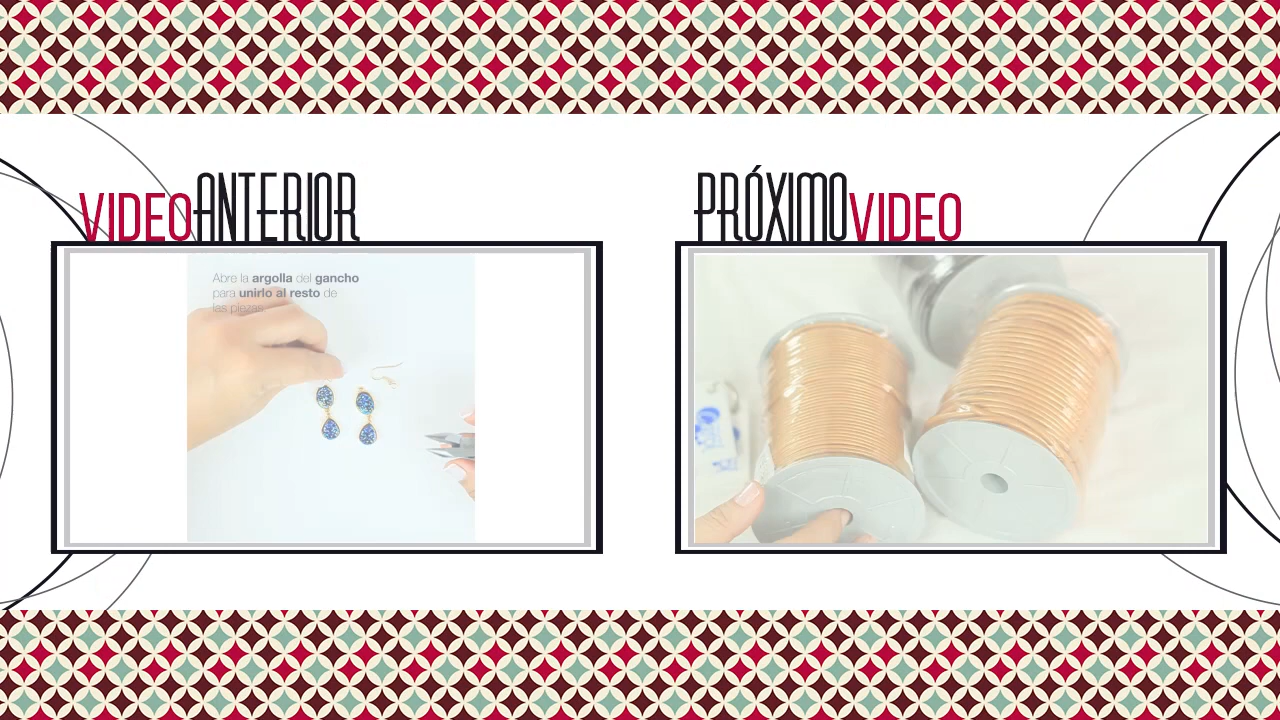 VIDEOANTERIOR
PRÓXIMOVIDEO
Abre la argolla del gancho
para unirlo al resto de
las piezas.